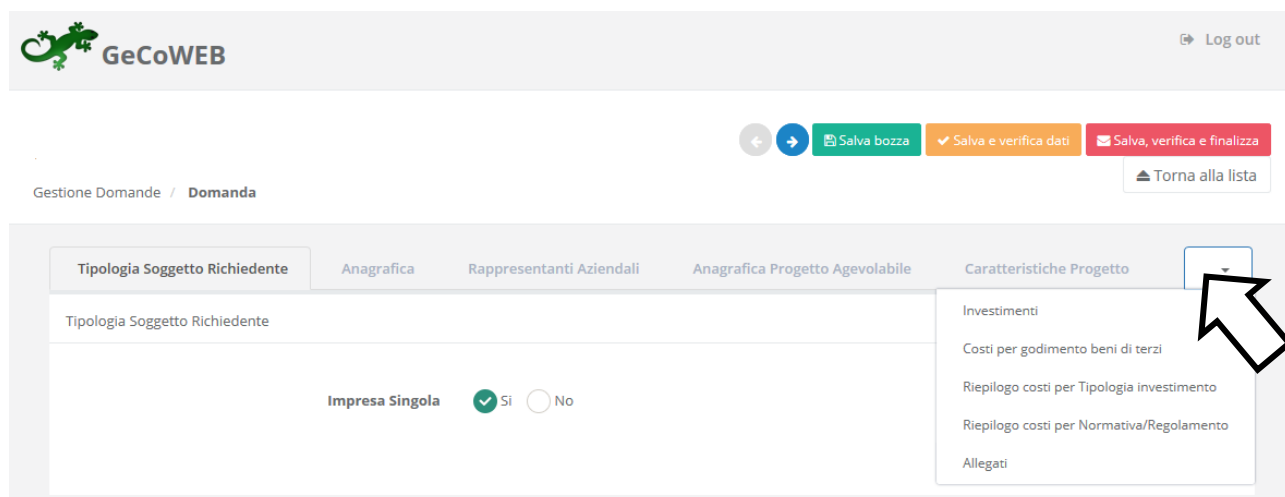 GeCoWEB
Log out
Salva bozza
Salva e verifica dati
Salva, verifica e finalizza
Torna alla lista
Gestione Domande / Domanda
Tipologia Soggetto Richiedente
Anagrafica
Rappresentanti Aziendali
Anagrafica Progetto Agevolabile
Caratteristiche Progetto
Tipologia Soggetto Richiedente
Investimenti
Costi per godimento beni di terzi
Riepilogo costi per Tipologia investimento
Riepilogo costi per Normativa/Regolamento
Allegati
Impresa Singola Si No